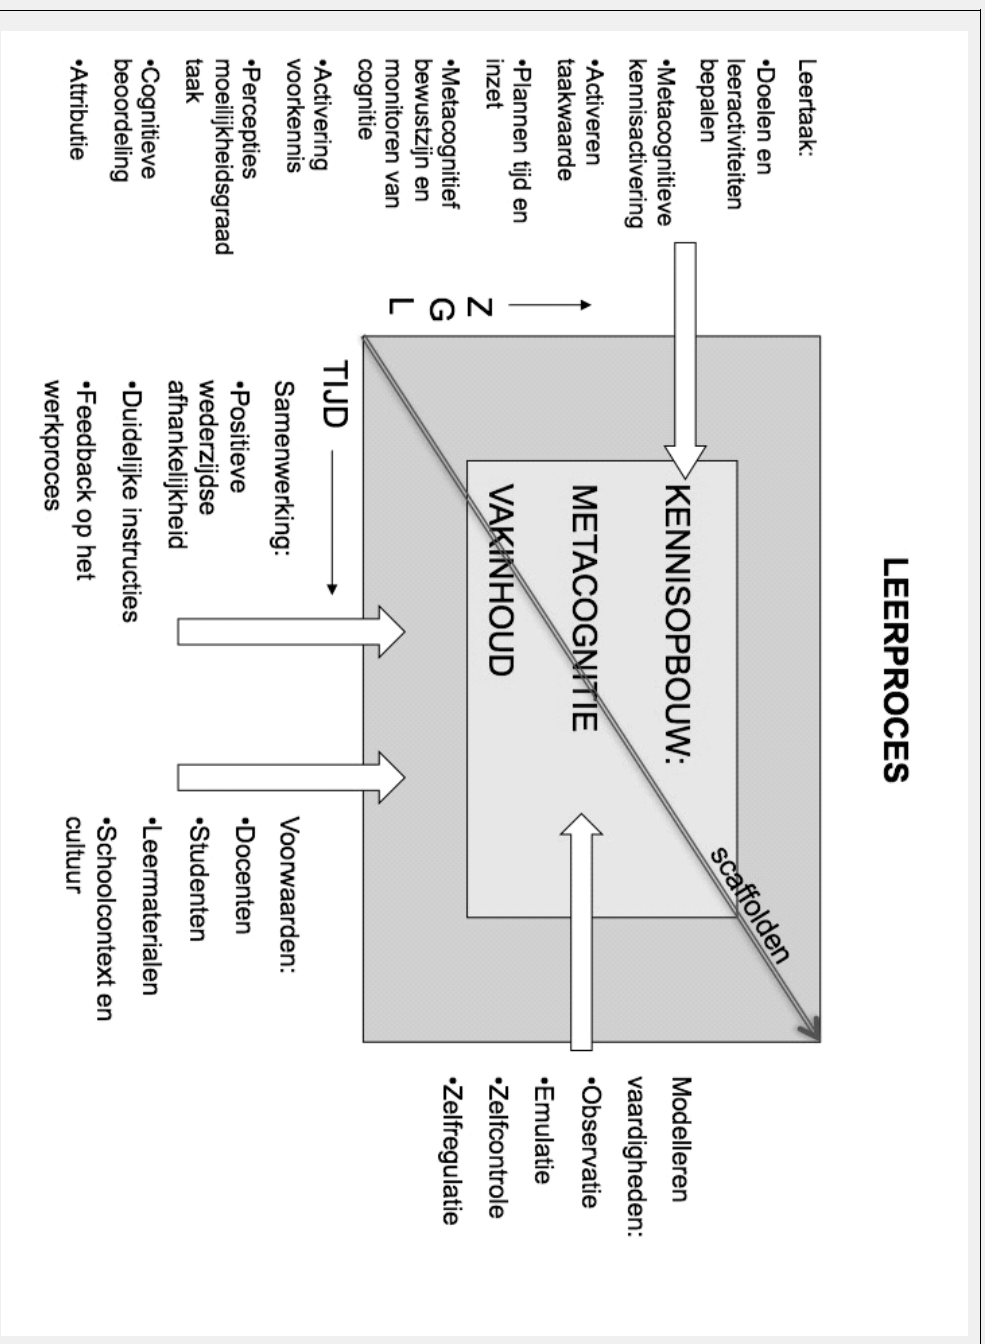 LEERPROCES
Leertaak:
•Doelen en
leeractiviteiten
bepalen
•Metacognitieve
kennisactivering
•Activeren
taakwaarde
•Plannen tijd en
inzet
•Metacognitief
bewustzijn en
monitoren van
cognitie
•Activering
voorkennis
•Percepties
moeilijkheidsgraad
taak
•Cognitieve
beoordeling
•Attributie
Z
G
L
KENNISOPBOUW:
METACOGNITIE
VAKINHOUD
scaffolden
Modelleren
vaardigheden:
•Observatie
•Emulatie
•Zelfcontrole
•Zelfregulatie
TIJD
Samenwerking:
•Positieve
wederzijdse
afhankelijkheid
•Duidelijke instructies
•Feedback op het
werkproces
Voorwaarden:
•Docenten
•Studenten
•Leermaterialen
•Schoolcontext en
cultuur